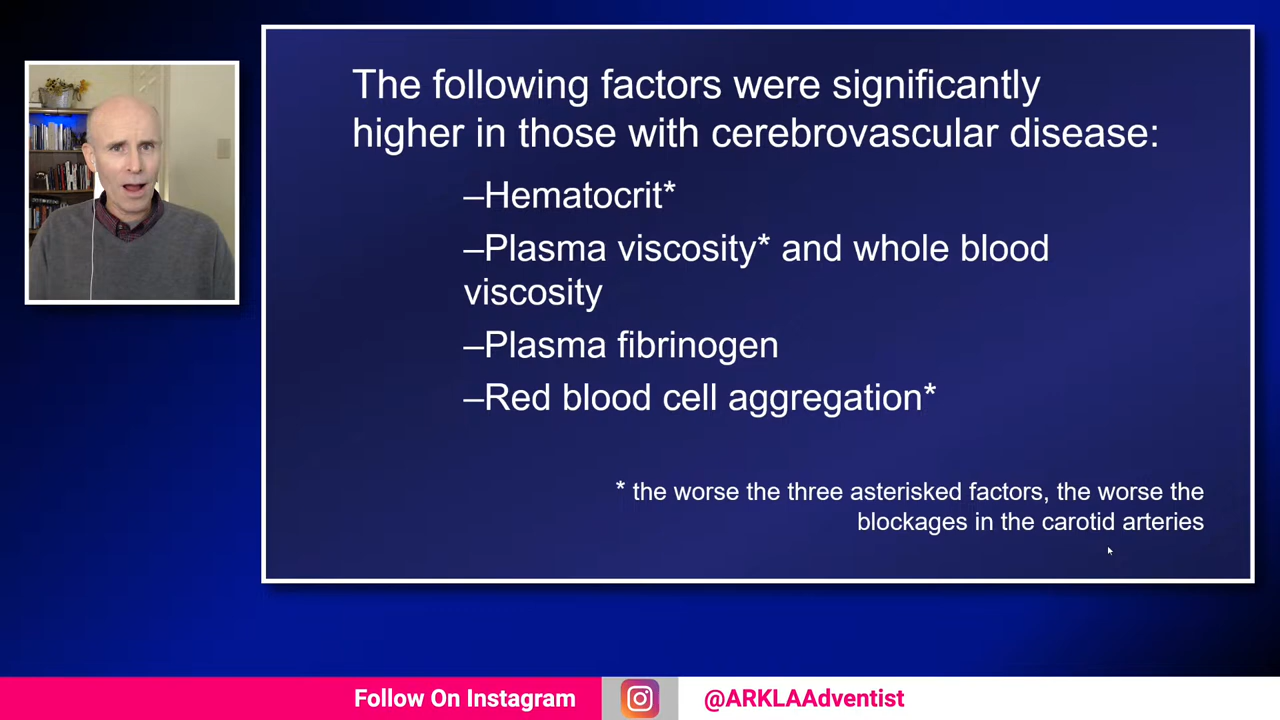 The following factors were significantly
higher in those with cerebrovascular disease:
–Hematocrit*
–Plasma viscosity* and whole blood
viscosity
–Plasma fibrinogen
–Red blood cell aggregation*
* the worse the three asterisked factors, the worse the
blockages in the carotid arteries
Follow On Instagram @ARKLAAdventist